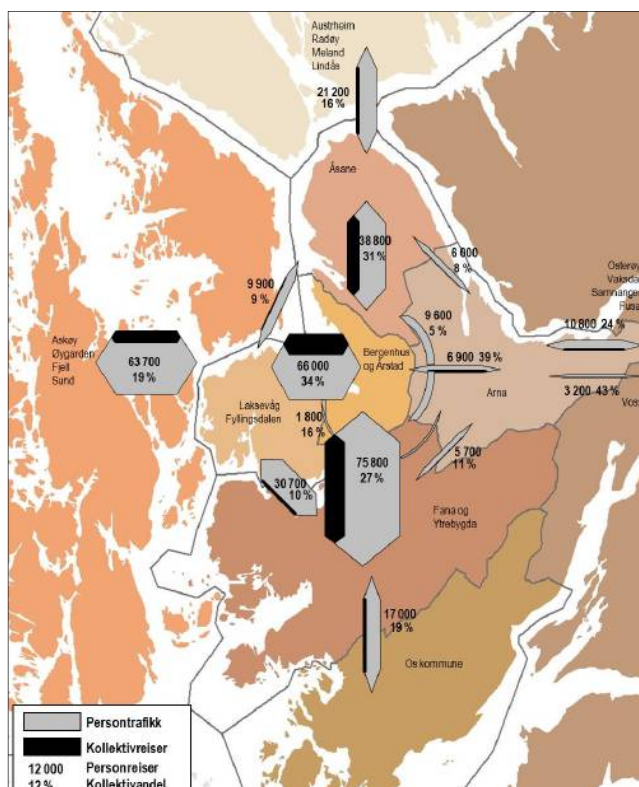 Austrheim
Radøy
Meland
Lindås
21 200
16 %
Åsane
38 800
31 %
6 600
8 %
Osterøy
Vaksdal
Samnanger
Fusa
9 900
9 %
9 600
5 %
10 800 24 %
Askøy
Øygarden
Fjell
Sund
63 700
19 %
66 000
34 %
Bergenhus
og Årstad
6 900 39 %
Arna
3 200 43 %
Voss
Laksevåg
Fyllingsdalen
1 800
16 %
75 800
27 %
5 700
11 %
30 700
10 %
Fana og
Ytrebygda
17 000
19 %
Os kommune
Persontrafikk
Kollektivreiser
12 000 Personreiser
12 % Kollektivandel